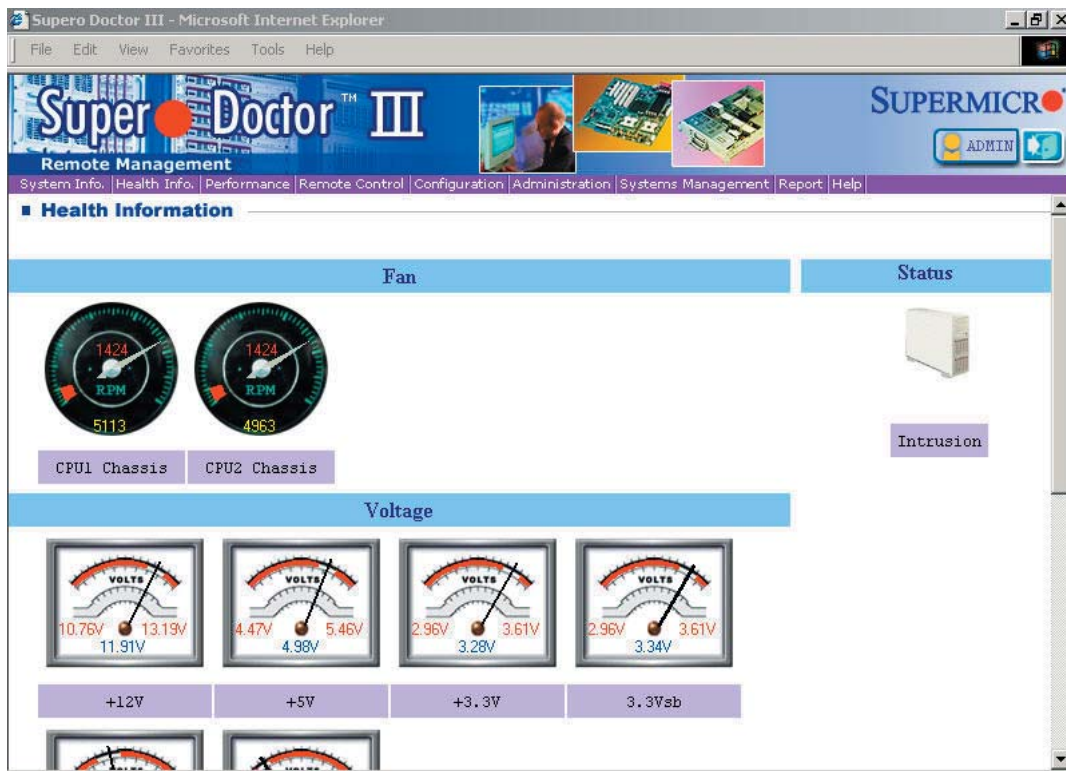 Supero Doctor III - Microsoft Internet Explorer
File Edit View Favorites Tools Help
Super Doctor™ III
Remote Management
SUPERMICR
ADMIN
System Info. Health Info. Performance Remote Control Configuration Administration Systems Management Report Help
Health Information
Fan
Status
1424
RPM
5113
1424
RPM
4963
CPU1 Chassis
CPU2 Chassis
Intrusion
Voltage
VOLTS
10.76V 13.19V
11.91V
VOLTS
4.47V 5.46V
4.98V
VOLTS
2.96V 3.61V
3.28V
VOLTS
2.96V 3.61V
3.34V
+12V
+5V
+3.3V
3.3Vsb